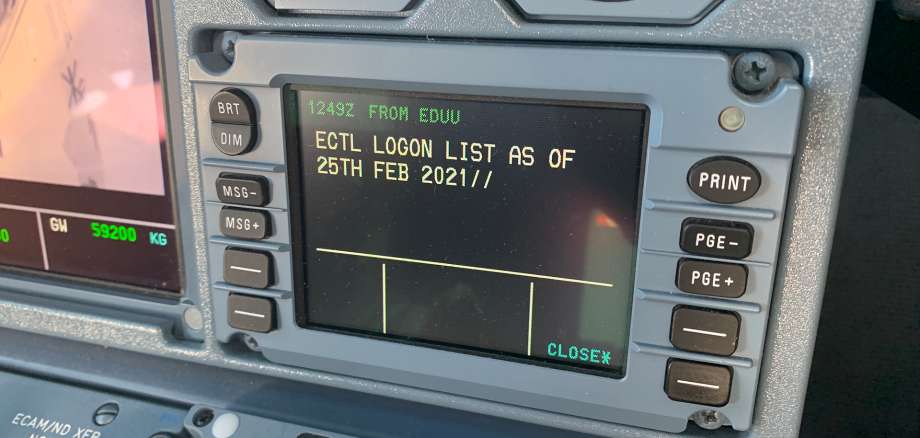 BRT
DIM
MSG-
MSG+
1249Z FROM EDUU
ECTL LOGON LIST AS OF
25TH FEB 2021//
CLOSE*
PRINT
PGE-
PGE+
GW 59200 KG
0
ECAM/ND XFR